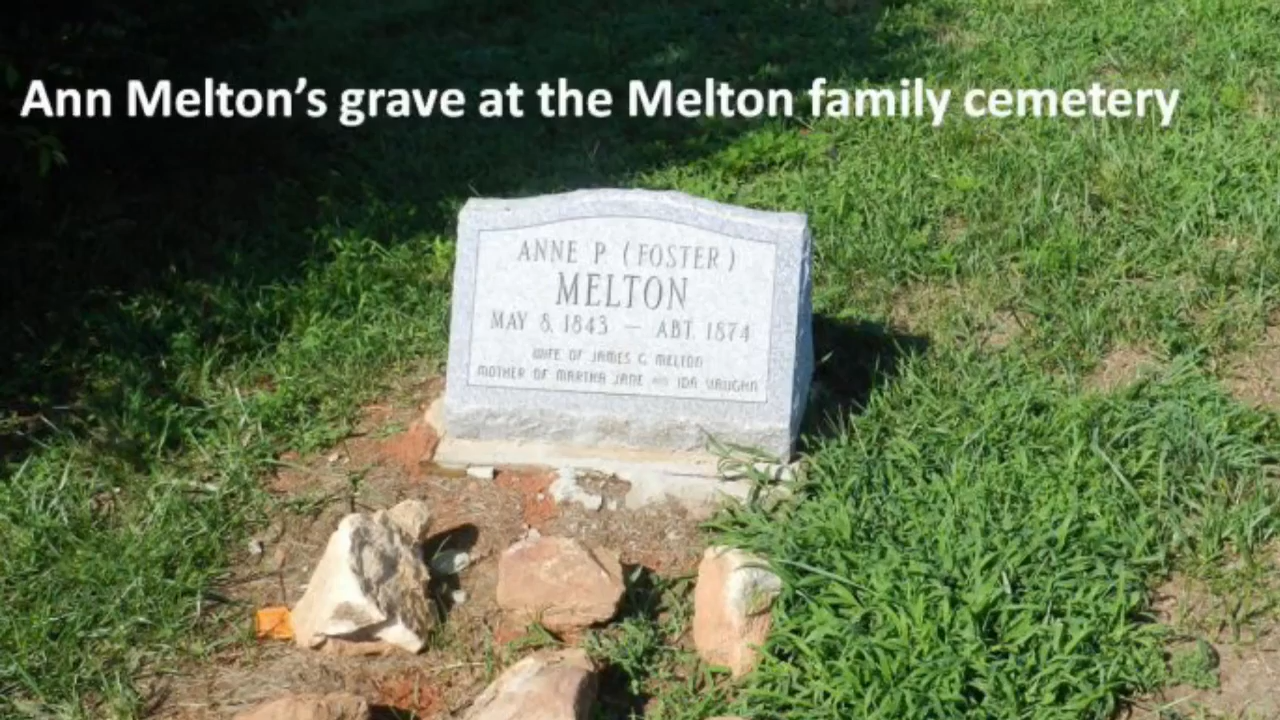 Ann Melton’s grave at the Melton family cemetery
ANNE P. (FOSTER)
MELTON
MAY 8, 1843 — ABT. 1874
WIFE OF JAMES G. MELTON
MOTHER OF MARTHA JANE AND IDA VAUGHN